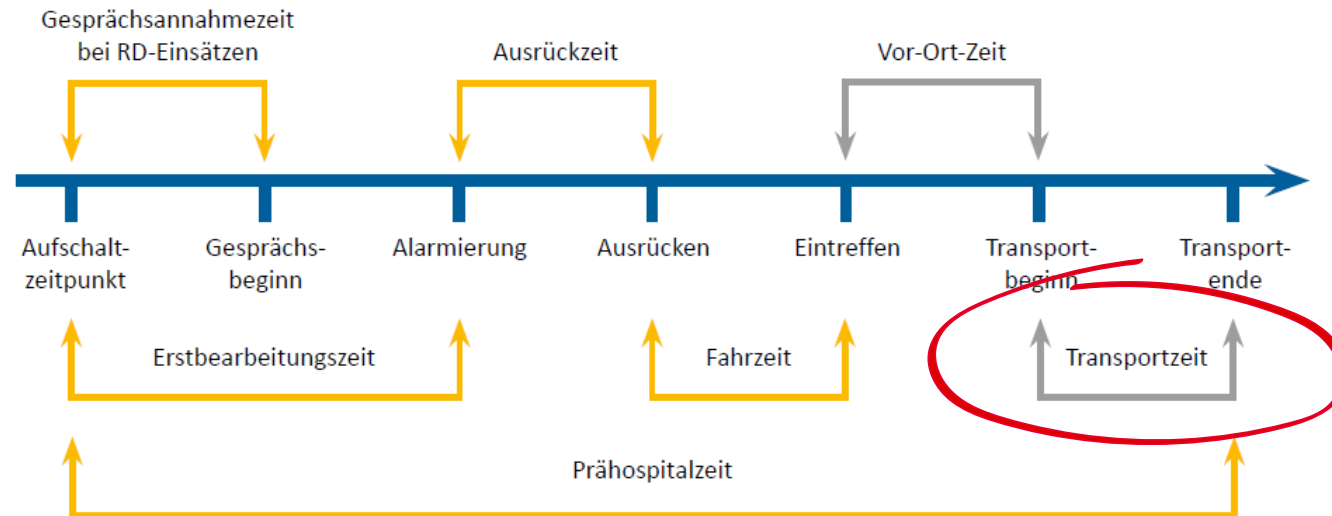 Gesprächsannahmezeit
bei RD-Einsätzen
Ausrückzeit
Vor-Ort-Zeit
Aufschalt-
zeitpunkt
Gesprächs-
beginn
Alarmierung
Ausrücken
Eintreffen
Transport-
beginn
Transport-
ende
Erstbearbeitungszeit
Fahrzeit
Transportzeit
Prähospitalzeit